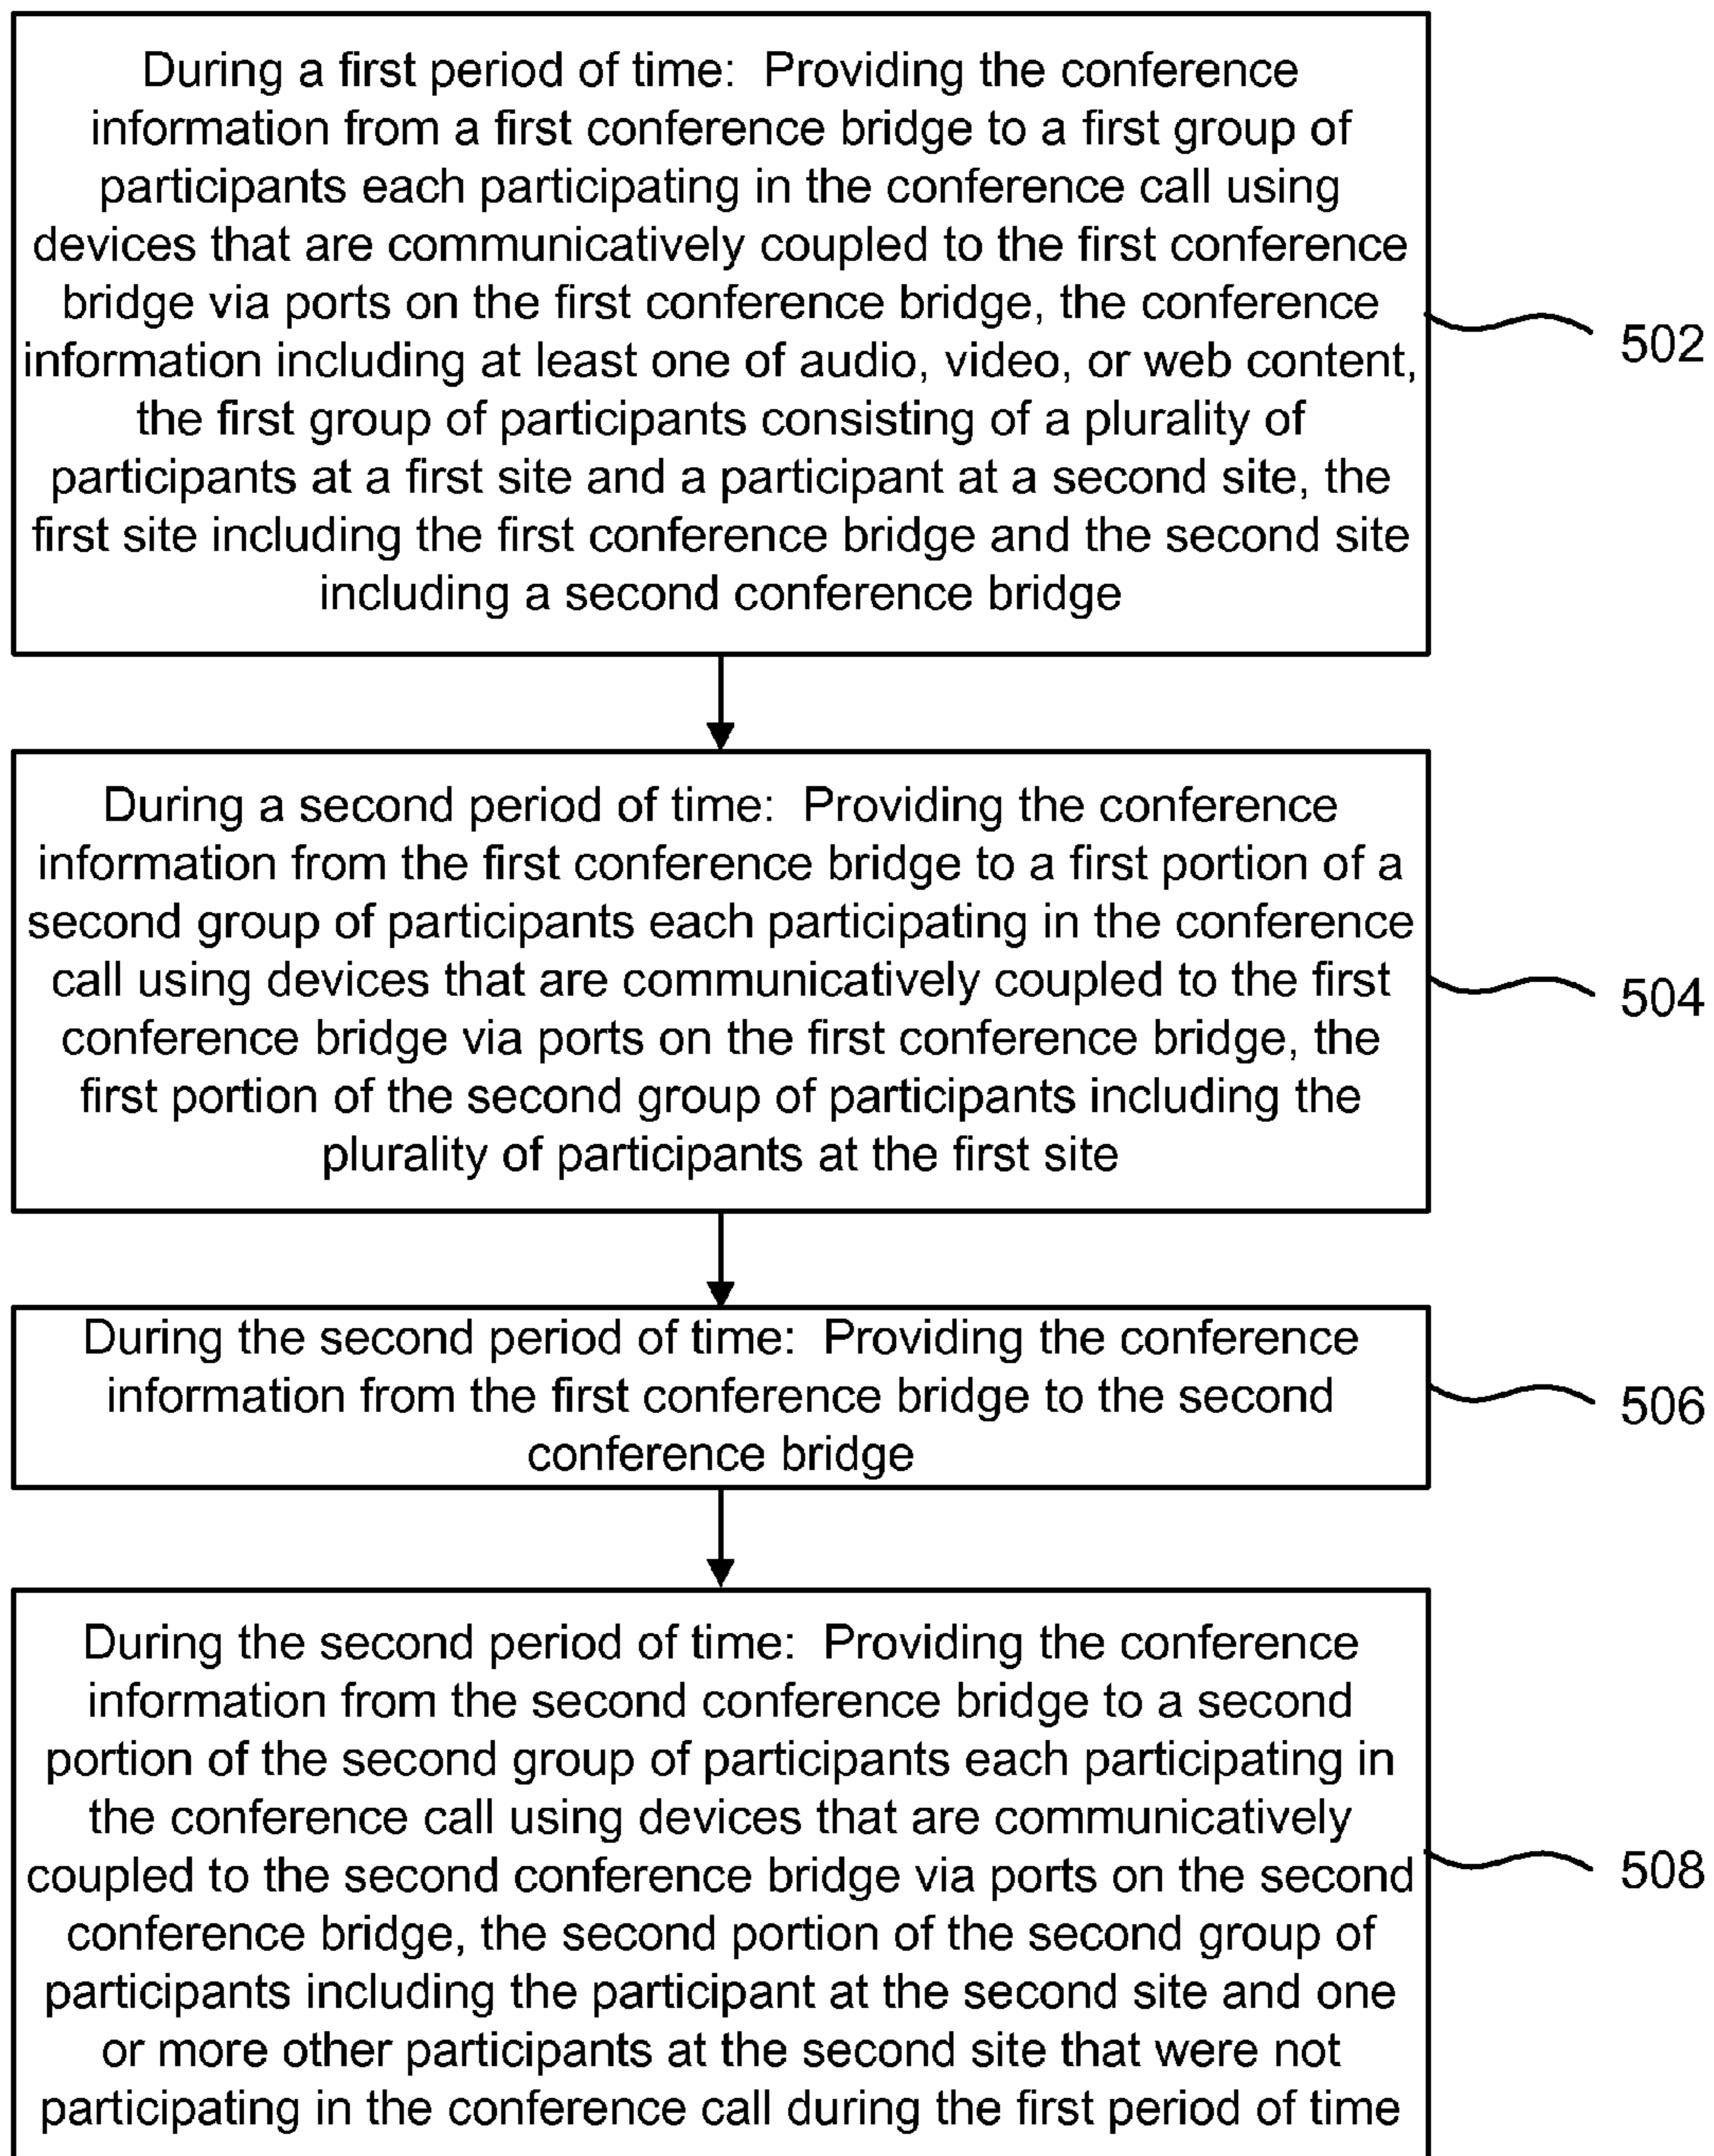 During a first period of time:  Providing the conference
information from a first conference bridge to a first group of
participants each participating in the conference call using
devices that are communicatively coupled to the first conference
bridge via ports on the first conference bridge, the conference
information including at least one of audio, video, or web content,
the first group of participants consisting of a plurality of
participants at a first site and a participant at a second site, the
first site including the first conference bridge and the second site
including a second conference bridge
502
During a second period of time:  Providing the conference
information from the first conference bridge to a first portion of a
second group of participants each participating in the conference
call using devices that are communicatively coupled to the first
conference bridge via ports on the first conference bridge, the
first portion of the second group of participants including the
plurality of participants at the first site
504
During the second period of time:  Providing the conference
information from the first conference bridge to the second
conference bridge
506
During the second period of time:  Providing the conference
information from the second conference bridge to a second
portion of the second group of participants each participating in
the conference call using devices that are communicatively
coupled to the second conference bridge via ports on the second
conference bridge, the second portion of the second group of
participants including the participant at the second site and one
or more other participants at the second site that were not
participating in the conference call during the first period of time
508